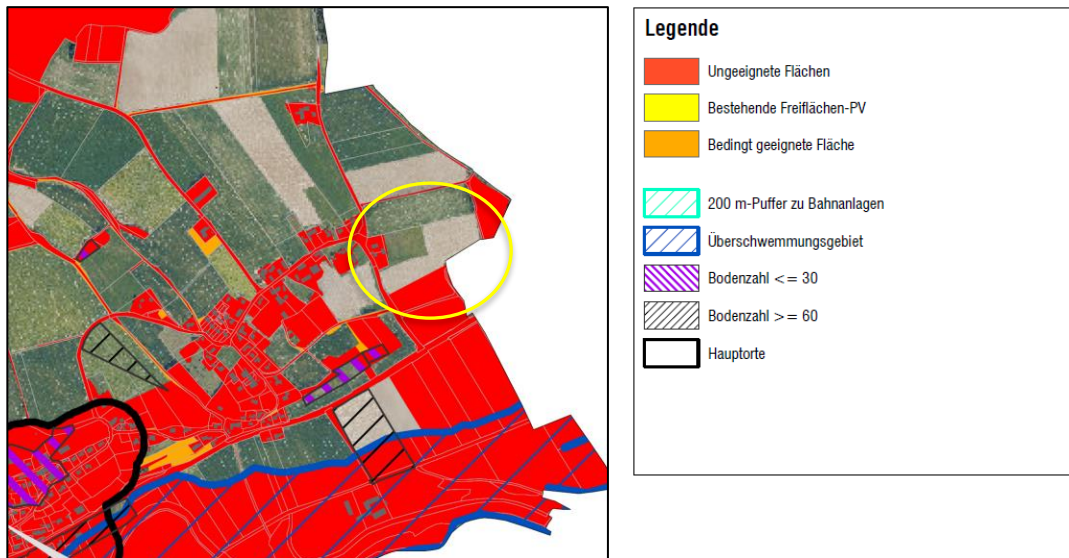 Legende
Ungeeignete Flächen
Bestehende Freiflächen-PV
Bedingt geeignete Fläche
200 m-Puffer zu Bahnanlagen
Überschwemmungsgebiet
Bodenzahl <= 30
Bodenzahl >= 60
Hauptorte